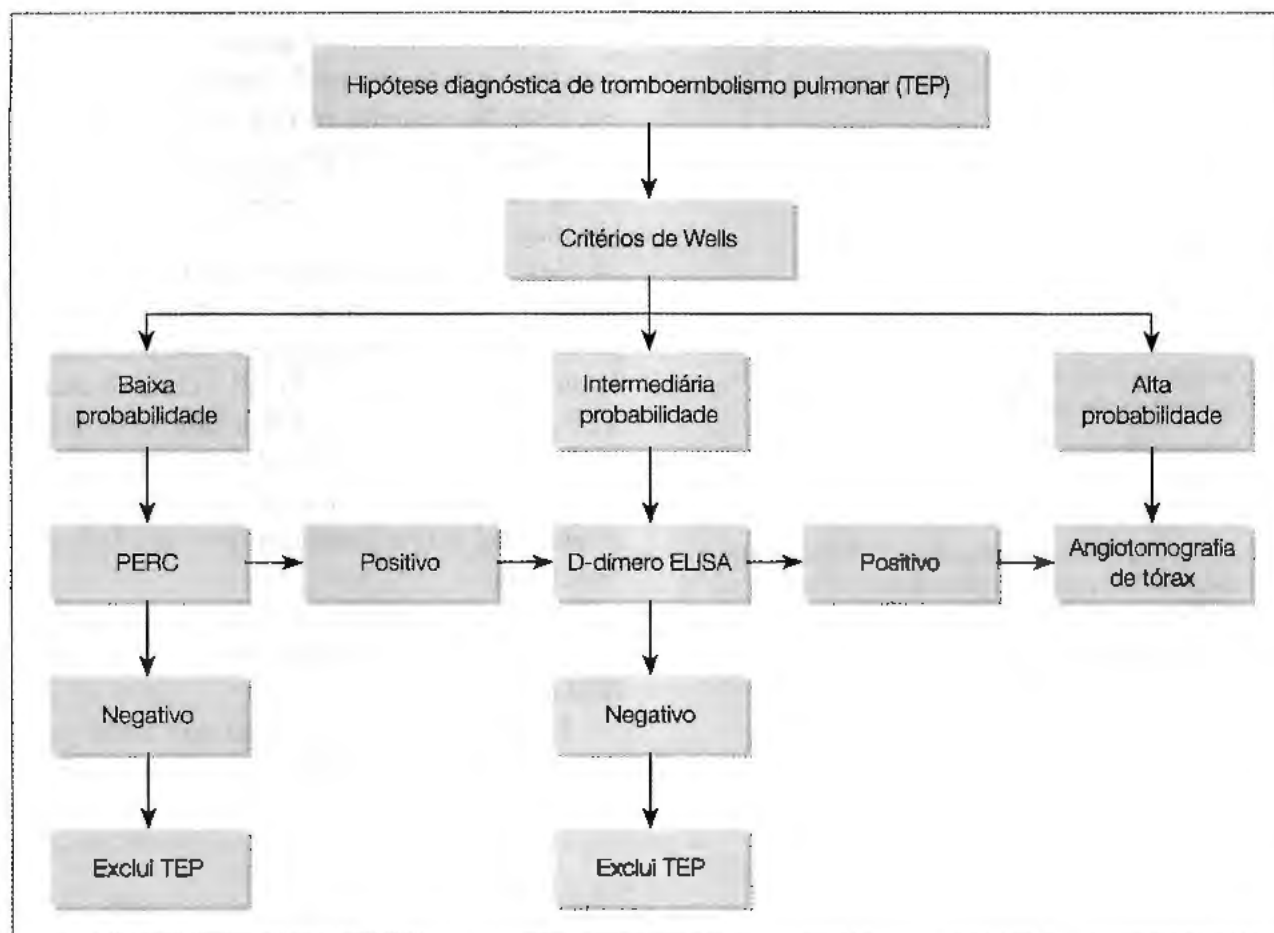 Hipótese diagnóstica de tromboembolismo pulmonar (TEP)
Critérios de Wells
Baixa
probabilidade
Intermediária
probabilidade
Alta
probabilidade
PERC
Positivo
D-dímero ELISA
Positivo
Angiotomografia
de tórax
Negativo
Negativo
Exclui TEP
Exclui TEP